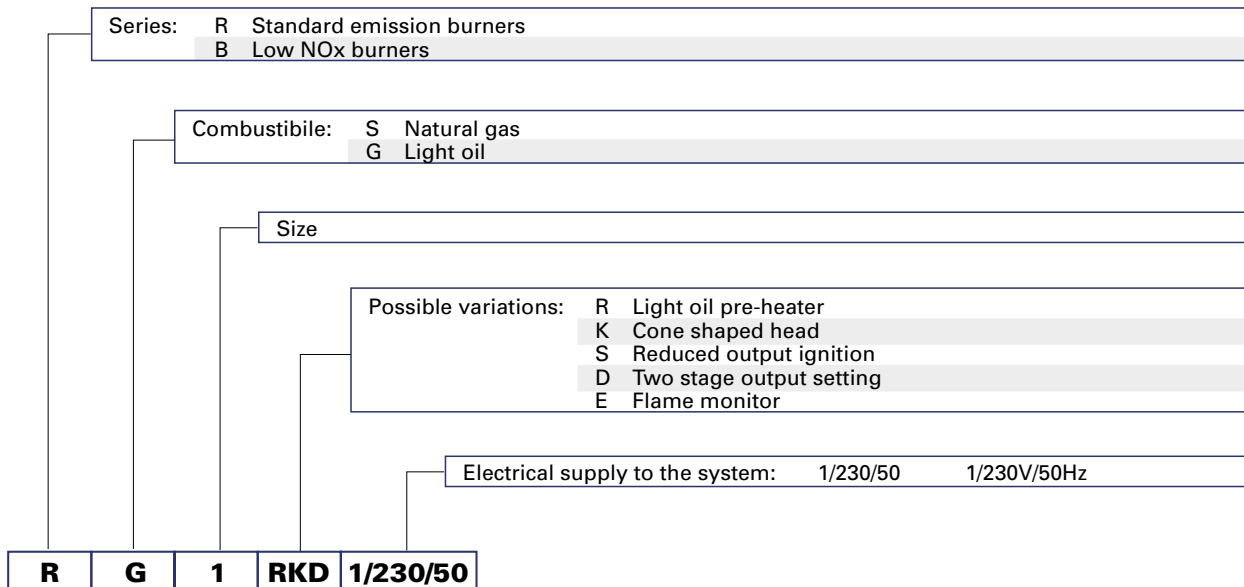 Series: R Standard emission burners
B Low NOx burners
Combustibile: S Natural gas
G Light oil
Size
Possible variations: R Light oil pre-heater
K Cone shaped head
S Reduced output ignition
D Two stage output setting
E Flame monitor
Electrical supply to the system: 1/230/50 1/230V/50Hz
R G 1 RKD 1/230/50